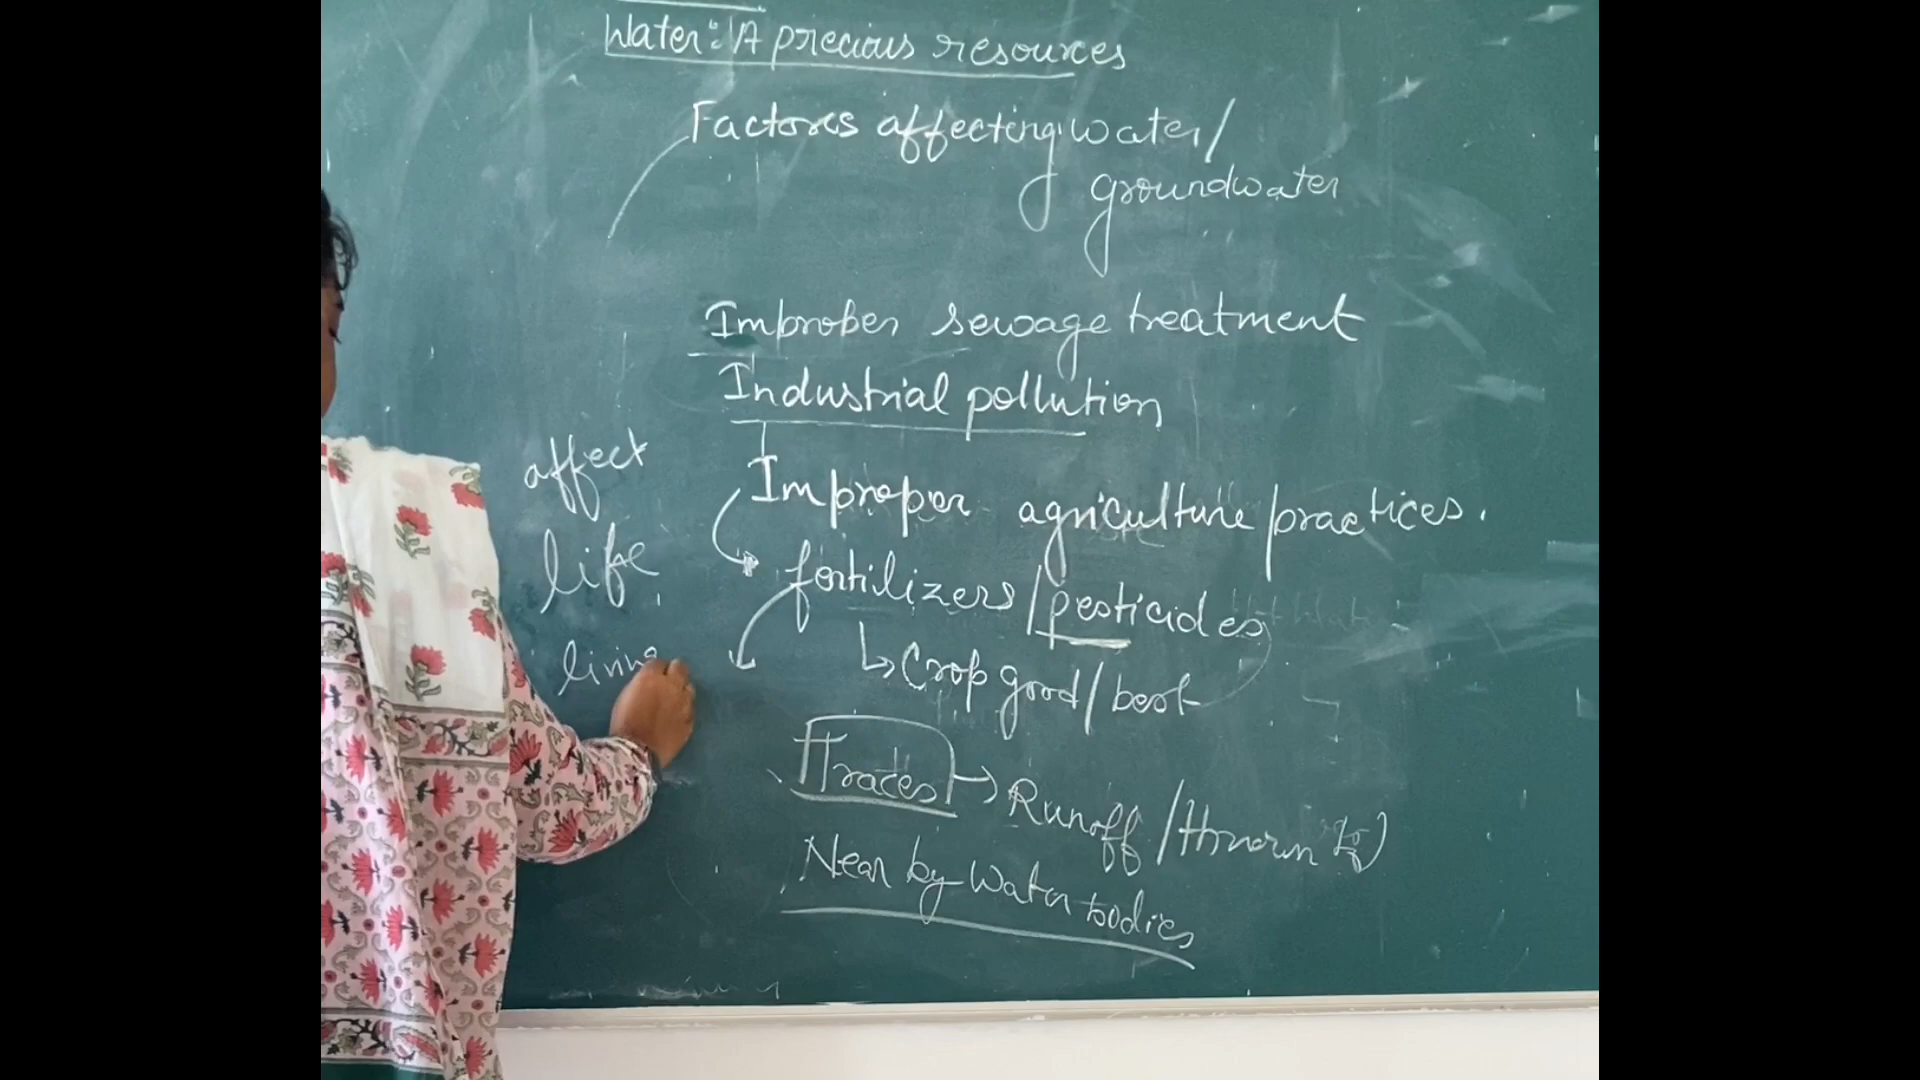 Water: A precious resources
Factors affecting water/
groundwater
Improper sewage treatment
Industrial pollution
Improper agriculture practices.
fertilizers/pesticides
Crop good/best
Traces → Runoff /
Near by Water bodies
affect
life
living